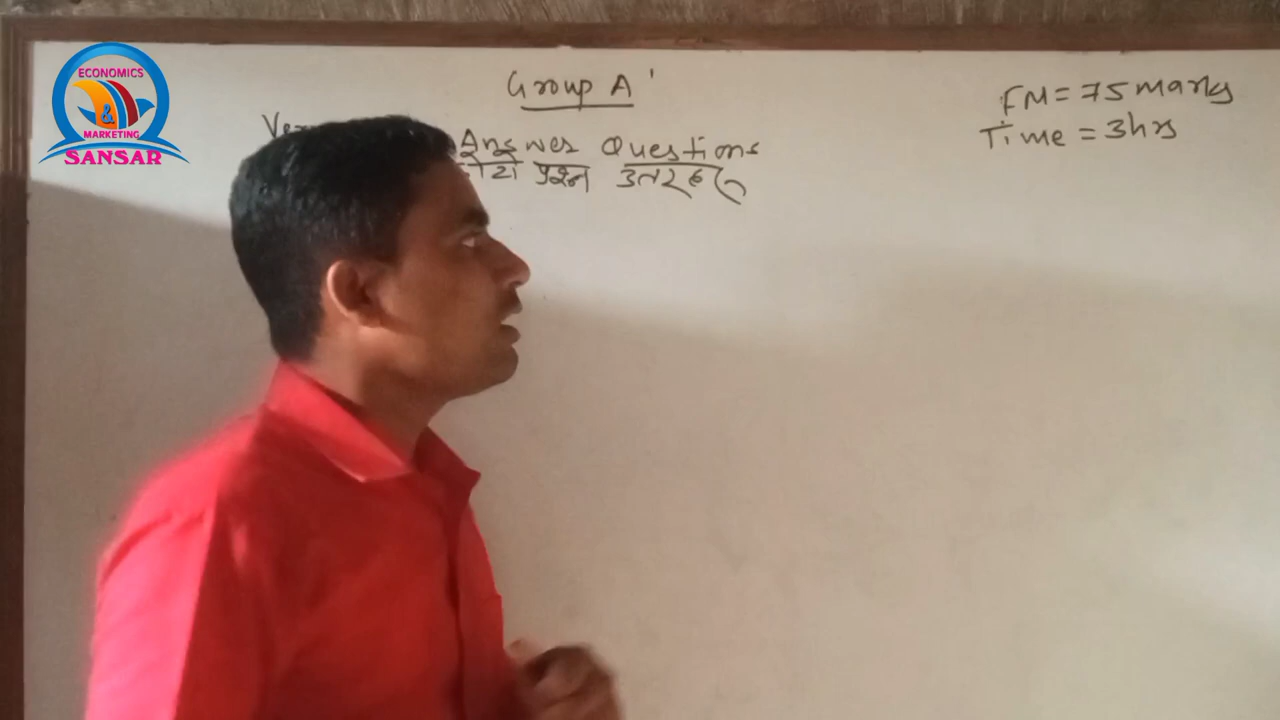 ECONOMICS
&
MARKETING
SANSAR
Group A'
Answer Questions
प्रश्न उत्तरहरू
FM = 75 marks
Time = 3hrs